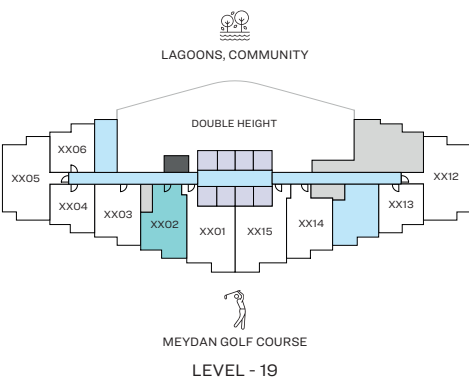 LAGOONS, COMMUNITY
DOUBLE HEIGHT
XX06
XX05
XX12
XX04
XX03
XX02
XX01
XX15
XX14
XX13
MEYDAN GOLF COURSE
LEVEL - 19